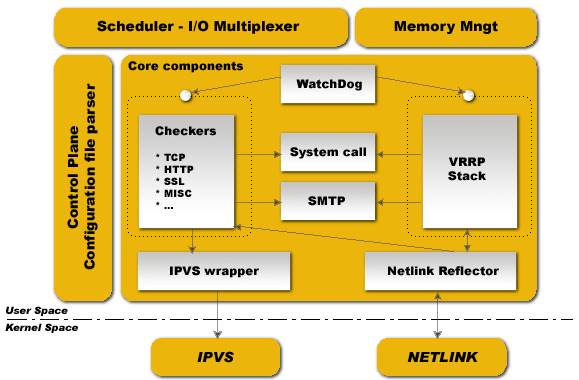 Scheduler - I/O Multiplexer
Memory Mngt
Control Plane
Configuration file parser
Core components
WatchDog
Checkers
* TCP
* HTTP
* SSL
* MISC
* ...
System call
SMTP
VRRP
Stack
IPVS wrapper
Netlink Reflector
User Space
Kernel Space
IPVS
NETLINK